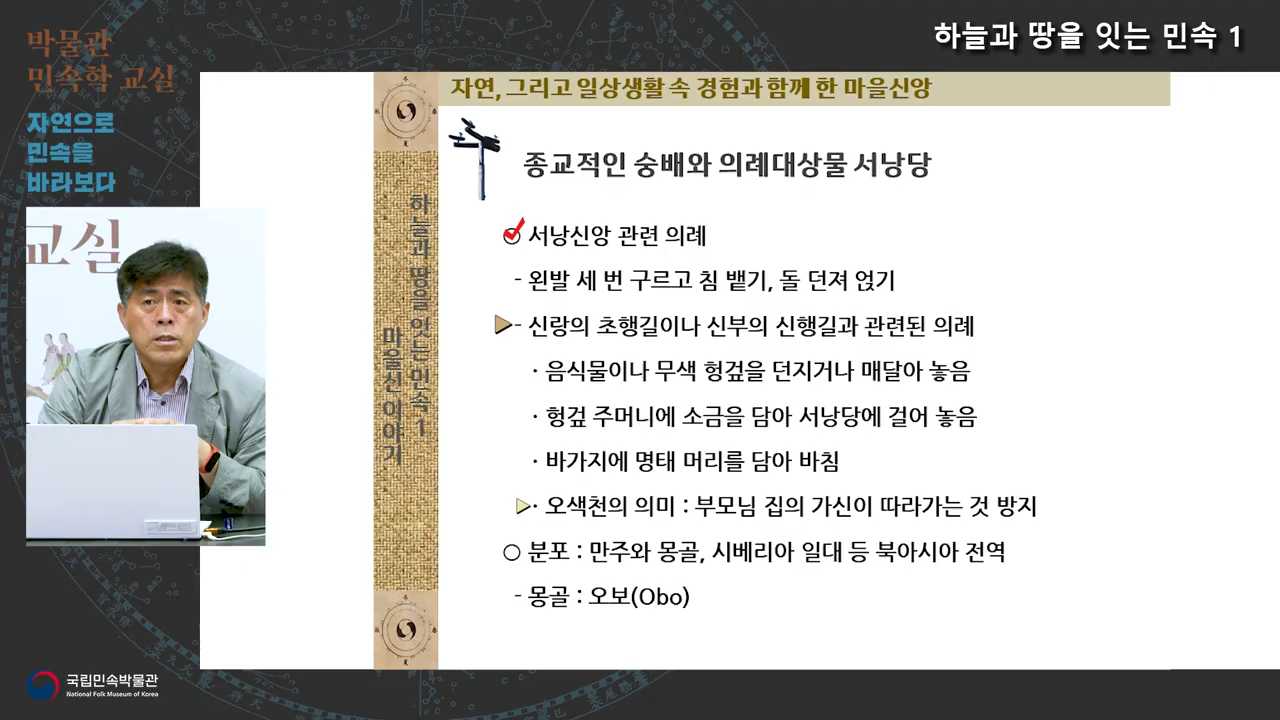 하늘과 땅을 잇는 민속 1
박물관
민속학 교실
자연으로
민속을
바라보다
교실
자연, 그리고 일상생활 속 경험과 함께 한 마을신앙
하늘과 땅을 잇는 민속 1
마을신 이야기
종교적인 숭배와 의례대상물 서낭당
서낭신앙 관련 의례
- 왼발 세 번 구르고 침 뱉기, 돌 던져 얹기
- 신랑의 초행길이나 신부의 신행길과 관련된 의례
· 음식물이나 무색 헝겊을 던지거나 매달아 놓음
· 헝겊 주머니에 소금을 담아 서낭당에 걸어 놓음
· 바가지에 명태 머리를 담아 바침
· 오색천의 의미 : 부모님 집의 가신이 따라가는 것 방지
○ 분포 : 만주와 몽골, 시베리아 일대 등 북아시아 전역
- 몽골 : 오보(Obo)
국립민속박물관
National Folk Museum of Korea